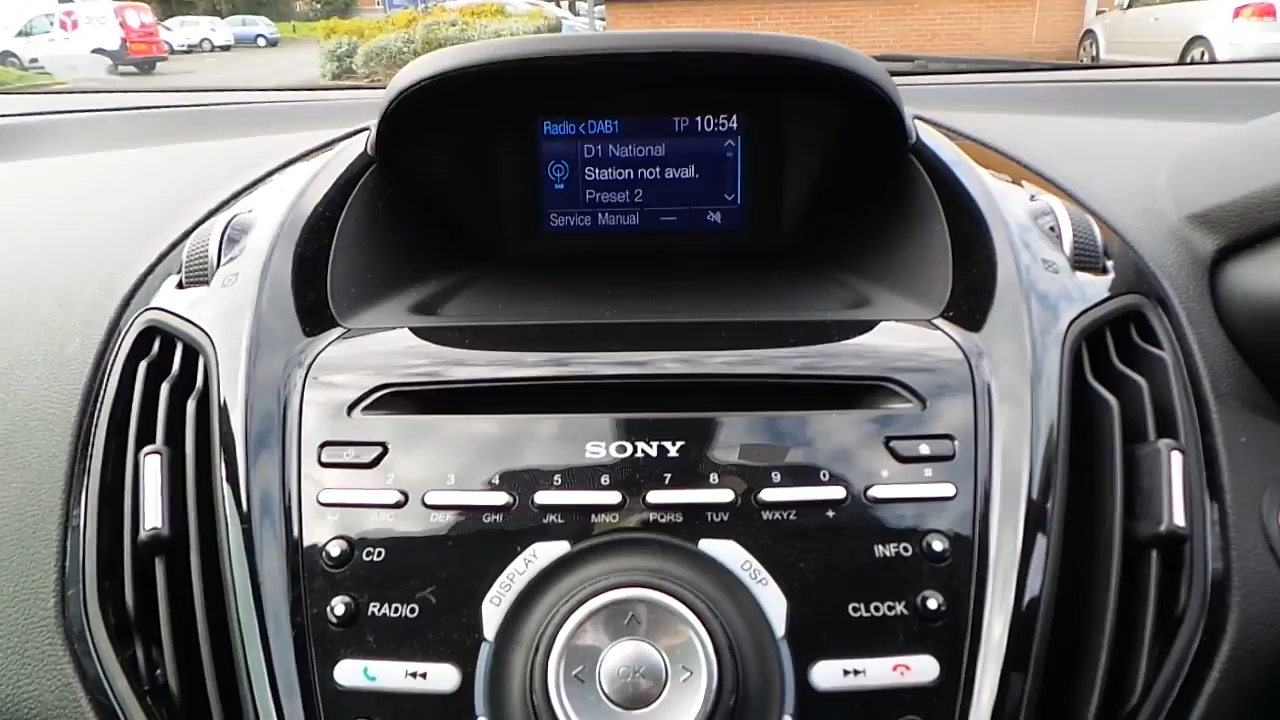 Radio < DAB1 TP 10:54
D1 National
Station not avail.
Preset 2
Service Manual —
SONY
2 3 4 5 6 7 8 9 0 * #
ABC DEF GHI JKL MNO PQRS TUV WXYZ +
CD INFO
DISPLAY DSP
RADIO CLOCK
OK